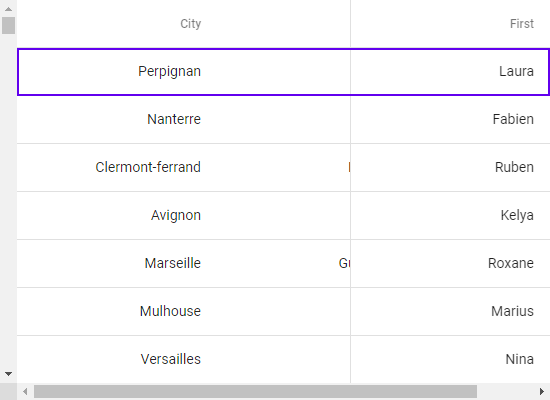 City First
Perpignan Laura
Nanterre Fabien
Clermont-ferrand Ruben
Avignon Kelya
Marseille Roxane
Mulhouse Marius
Versailles Nina